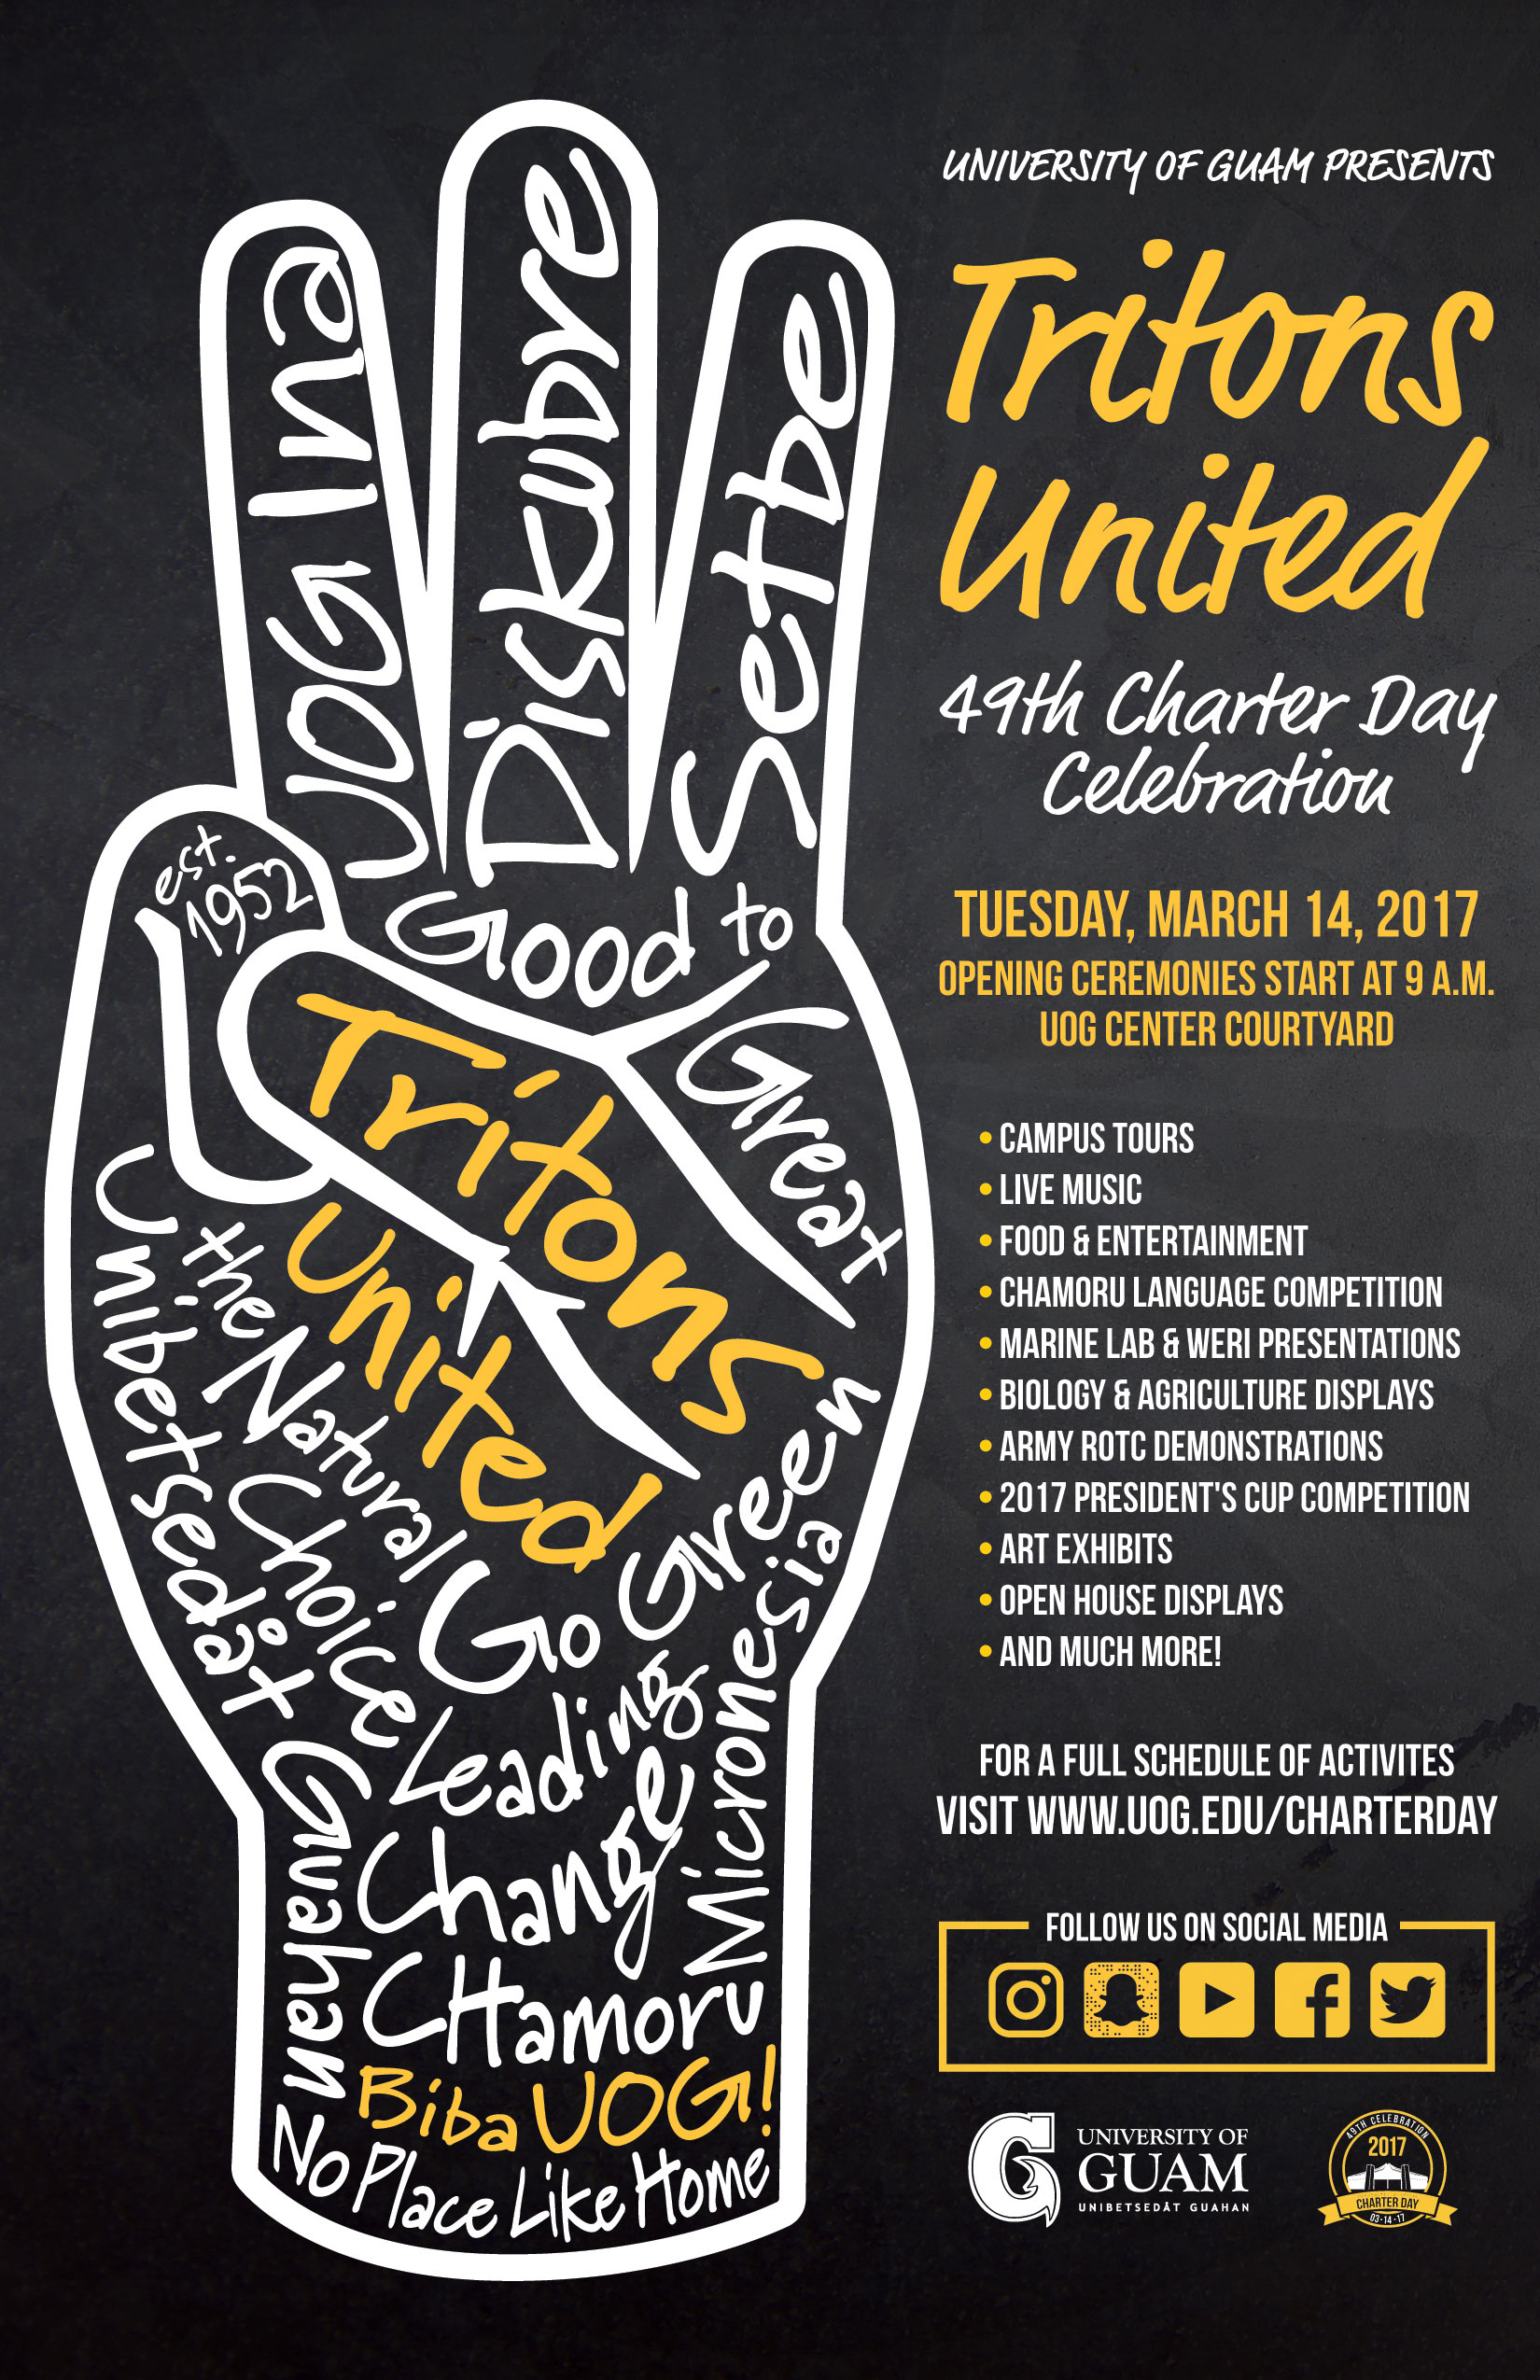 UOG Ina
Diskubre
Setbe
est.
1952
Good to
Great
Tritons
United
Unibetsedåt Guahan
the Natural
Choice
Go Green
Leading
Change
Micronesia
CHamoru
Biba UOG!
No Place Like Home
UNIVERSITY OF GUAM PRESENTS
Tritons
United
49th Charter Day
Celebration
TUESDAY, MARCH 14, 2017
OPENING CEREMONIES START AT 9 A.M.
UOG CENTER COURTYARD
• CAMPUS TOURS
• LIVE MUSIC
• FOOD & ENTERTAINMENT
• CHAMORU LANGUAGE COMPETITION
• MARINE LAB & WERI PRESENTATIONS
• BIOLOGY & AGRICULTURE DISPLAYS
• ARMY ROTC DEMONSTRATIONS
• 2017 PRESIDENT'S CUP COMPETITION
• ART EXHIBITS
• OPEN HOUSE DISPLAYS
• AND MUCH MORE!
FOR A FULL SCHEDULE OF ACTIVITES
VISIT WWW.UOG.EDU/CHARTERDAY
FOLLOW US ON SOCIAL MEDIA
G
UNIVERSITY OF
GUAM
UNIBETSEDÅT GUAHAN
49TH CELEBRATION
2017
CHARTER DAY
03-14-17